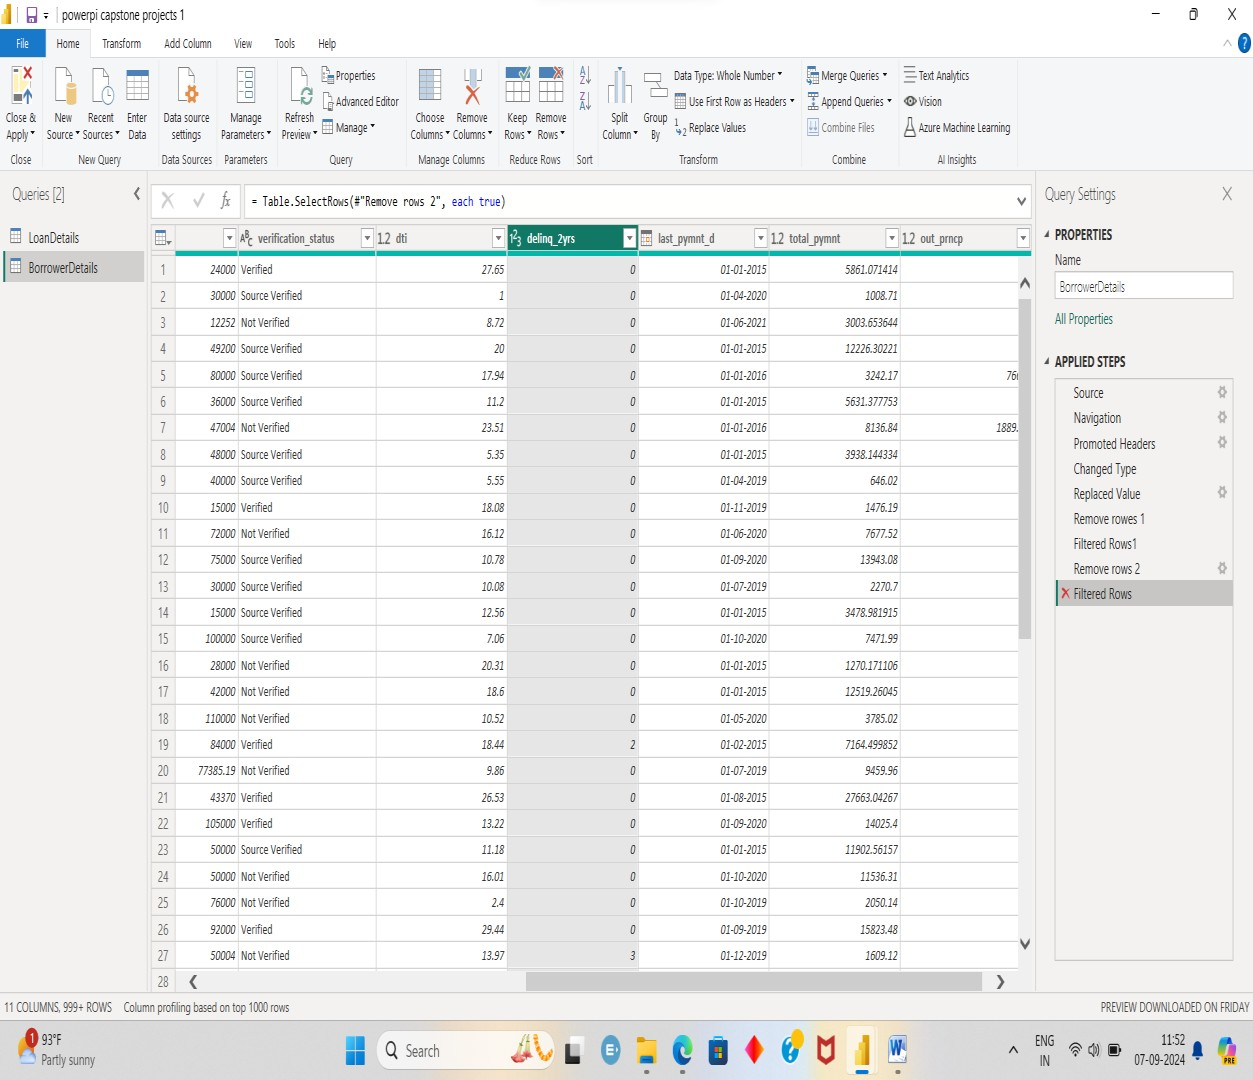 powerpi capstone projects 1
File Home Transform Add Column View Tools Help
Close & Apply
New Source
Recent Sources
Enter Data
Data source settings
Manage Parameters
Refresh Preview
Properties
Advanced Editor
Manage
Choose Columns
Remove Columns
Keep Rows
Remove Rows
Split Column
Group By
Data Type: Whole Number
Use First Row as Headers
Replace Values
Merge Queries
Append Queries
Combine Files
Text Analytics
Vision
Azure Machine Learning
Close New Query Data Sources Parameters Query Manage Columns Reduce Rows Sort Transform Combine AI Insights
Queries [2]
LoanDetails
BorrowerDetails
= Table.SelectRows(#"Remove rows 2", each true)
verification_status 1.2 dti 123 delinq_2yrs last_pymnt_d 1.2 total_pymnt 1.2 out_prncp
1 24000 Verified 27.65 0 01-01-2015 5861.071414
2 30000 Source Verified 1 0 01-04-2020 1008.71
3 12252 Not Verified 8.72 0 01-06-2021 3003.653644
4 49200 Source Verified 20 0 01-01-2015 12226.30221
5 80000 Source Verified 17.94 0 01-01-2016 3242.17
6 36000 Source Verified 11.2 0 01-01-2015 5631.377753
7 47004 Not Verified 23.51 0 01-01-2016 8136.84 1889.
8 48000 Source Verified 5.35 0 01-01-2015 3938.144334
9 40000 Source Verified 5.55 0 01-04-2019 646.02
10 15000 Verified 18.08 0 01-11-2019 1476.19
11 72000 Not Verified 16.12 0 01-06-2020 7677.52
12 75000 Source Verified 10.78 0 01-09-2020 13943.08
13 30000 Source Verified 10.08 0 01-07-2019 2270.7
14 15000 Source Verified 12.56 0 01-01-2015 3478.981915
15 100000 Source Verified 7.06 0 01-10-2020 7471.99
16 28000 Not Verified 20.31 0 01-01-2015 1270.171106
17 42000 Not Verified 18.6 0 01-01-2015 12519.26045
18 110000 Not Verified 10.52 0 01-05-2020 3785.02
19 84000 Verified 18.44 2 01-02-2015 7164.499852
20 77385.19 Not Verified 9.86 0 01-07-2019 9459.96
21 43370 Verified 26.53 0 01-08-2015 27663.04267
22 105000 Verified 13.22 0 01-09-2020 14025.4
23 50000 Source Verified 11.18 0 01-01-2015 11902.56157
24 50000 Not Verified 16.01 0 01-10-2020 11536.31
25 76000 Not Verified 2.4 0 01-10-2019 2050.14
26 92000 Verified 29.44 0 01-09-2019 15823.48
27 50004 Not Verified 13.97 3 01-12-2019 1609.12
28
Query Settings
PROPERTIES
Name
BorrowerDetails
All Properties
APPLIED STEPS
Source
Navigation
Promoted Headers
Changed Type
Replaced Value
Remove rowes 1
Filtered Rows1
Remove rows 2
Filtered Rows
11 COLUMNS, 999+ ROWS Column profiling based on top 1000 rows PREVIEW DOWNLOADED ON FRIDAY
1
93°F
Partly sunny
Search
ENG
IN
11:52
07-09-2024
PRE